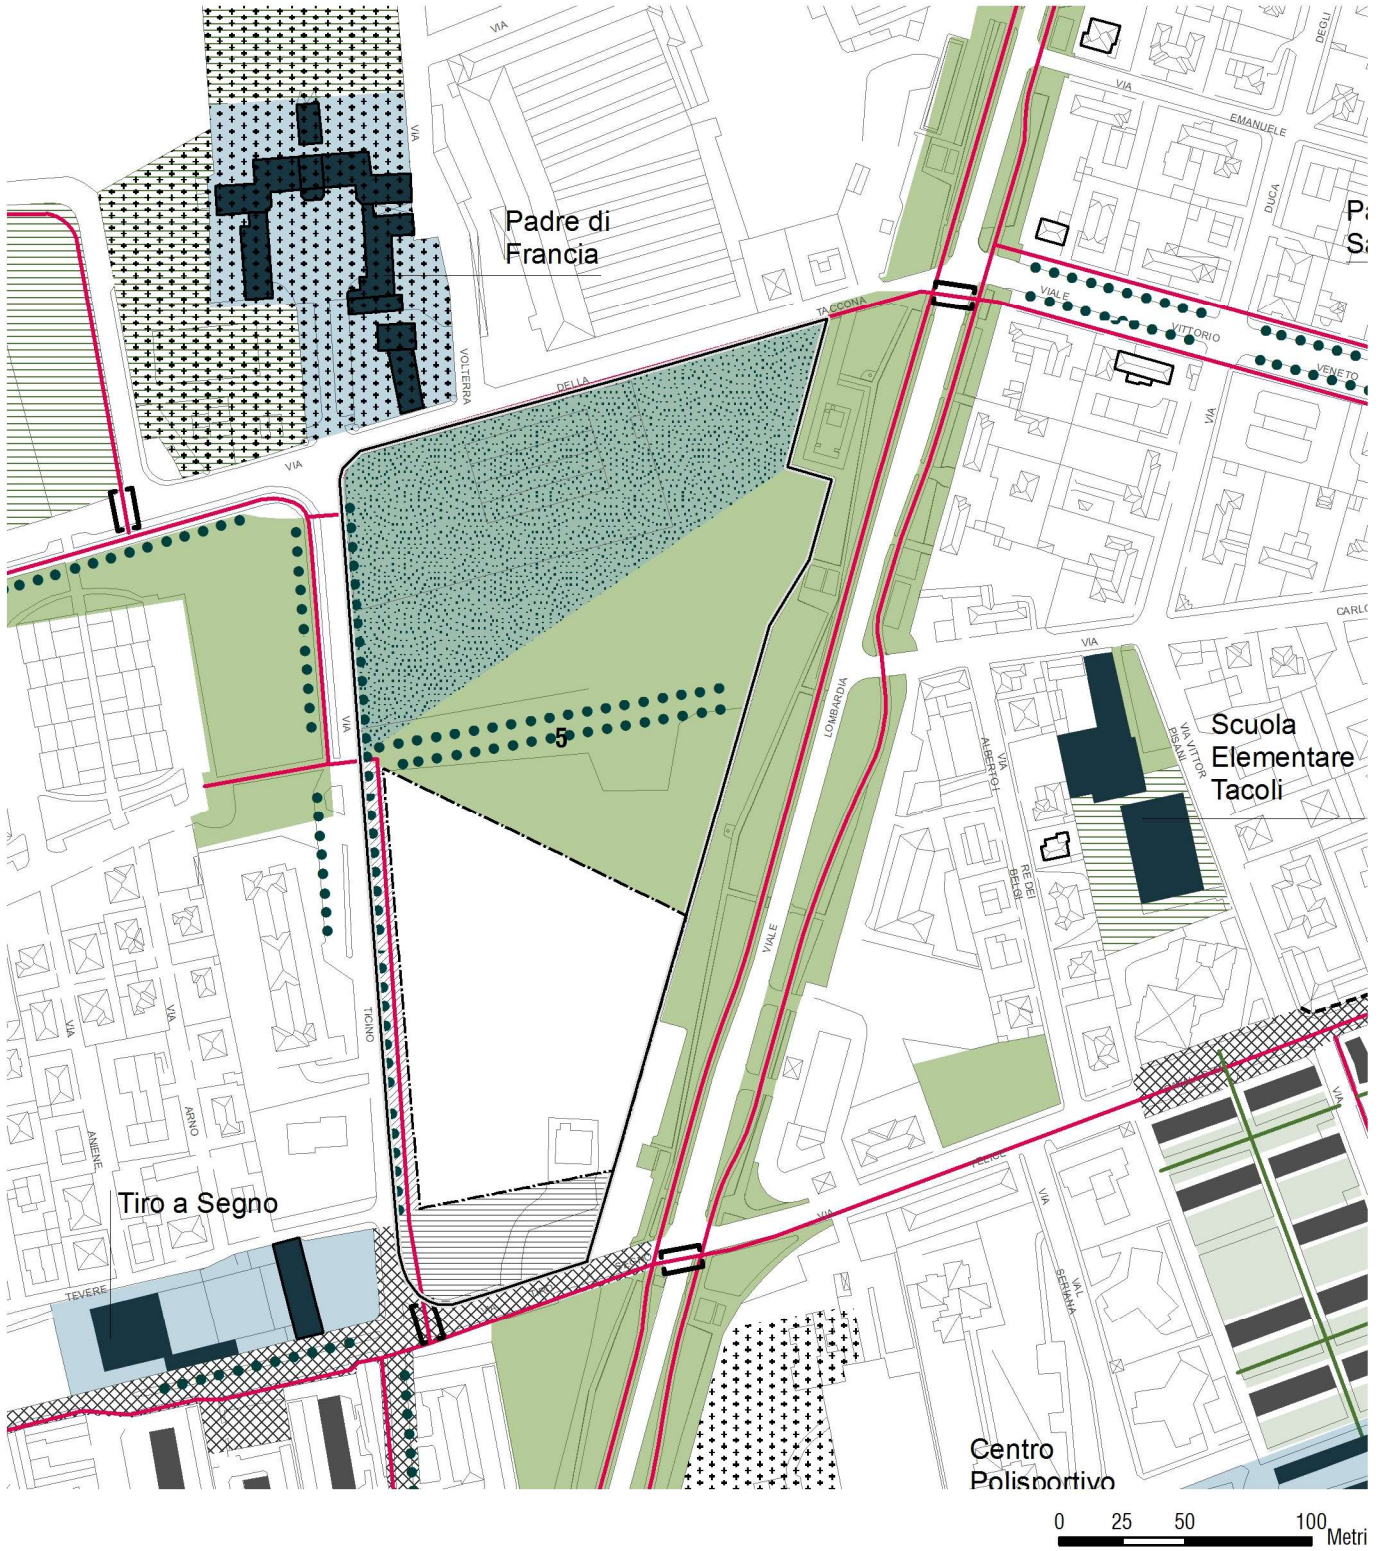 VIA
DEGLI
VIA
EMANUELE
VIA
DUCA
Padre di
Francia
Pa
Sa
TACCONA
VIALE
VITTORIO
VENETO
VOLTERRA
DELLA
VIA
VIA
CARLO
VIA
VIA
LOMBARDIA
5
VIA
ALBERTO I
VIA VITTOR
PISANI
Scuola
Elementare
Tacoli
RE DEI
BELGI
VIALE
TICINO
VIA
VIA
ARNO
ANIENE
VIA
FELICE
VIA
VIA
Tiro a Segno
TEVERE
VAL
SERIANA
Centro
Polisportivo
0 25 50 100
Metri